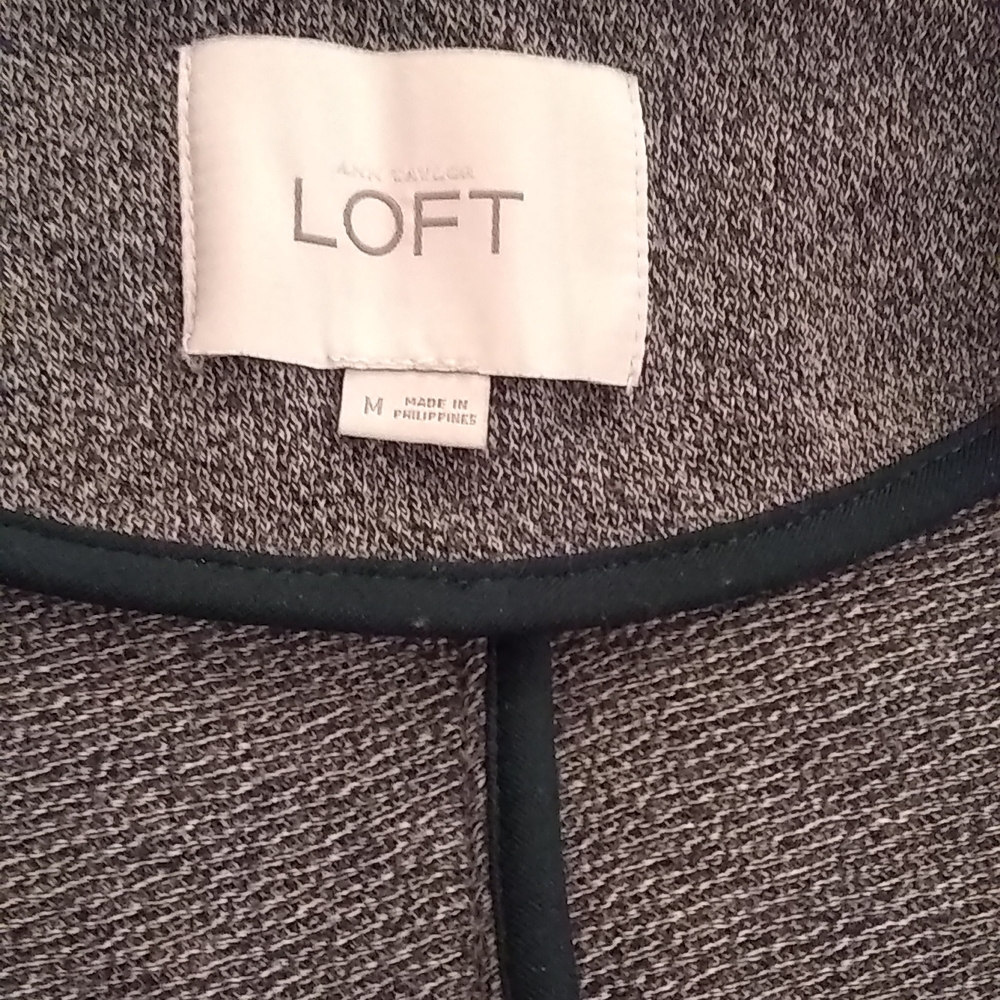 ANN TAYLOR
LOFT
M
MADE IN
PHILIPPINES